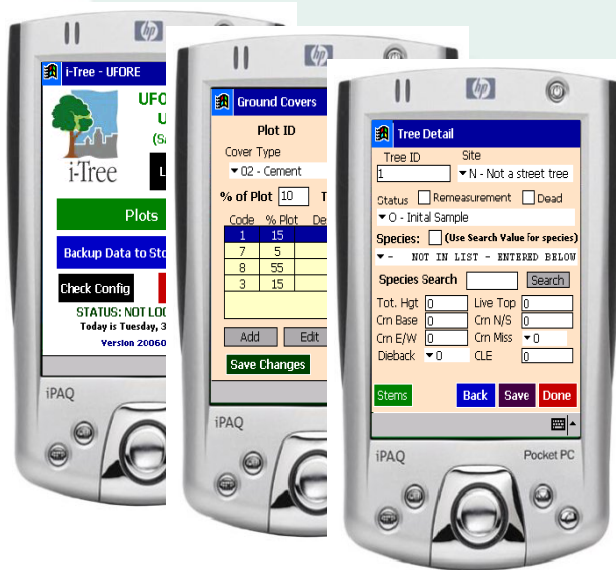 hp
i-Tree - UFORE
UFO
U
(Sa
i-Tree
L
Plots
Backup Data to Sto
Check Config
STATUS: NOT LOC
Today is Tuesday, 3
Version 20060
iPAQ
hp
Ground Covers
Plot ID
Cover Type
02 - Cement
% of Plot 10 T
Code % Plot De
1 15
7 5
8 55
3 15
Add Edit
Save Changes
iPAQ
hp
Tree Detail
Tree ID Site
1 N - Not a street tree
Status Remeasurement Dead
O - Inital Sample
Species: (Use Search Value for species)
- NOT IN LIST - ENTERED BELOW
Species Search Search
Tot. Hgt 0 Live Top 0
Crn Base 0 Crn N/S 0
Crn E/W 0 Crn Miss 0
Dieback 0 CLE 0
Stems Back Save Done
iPAQ Pocket PC